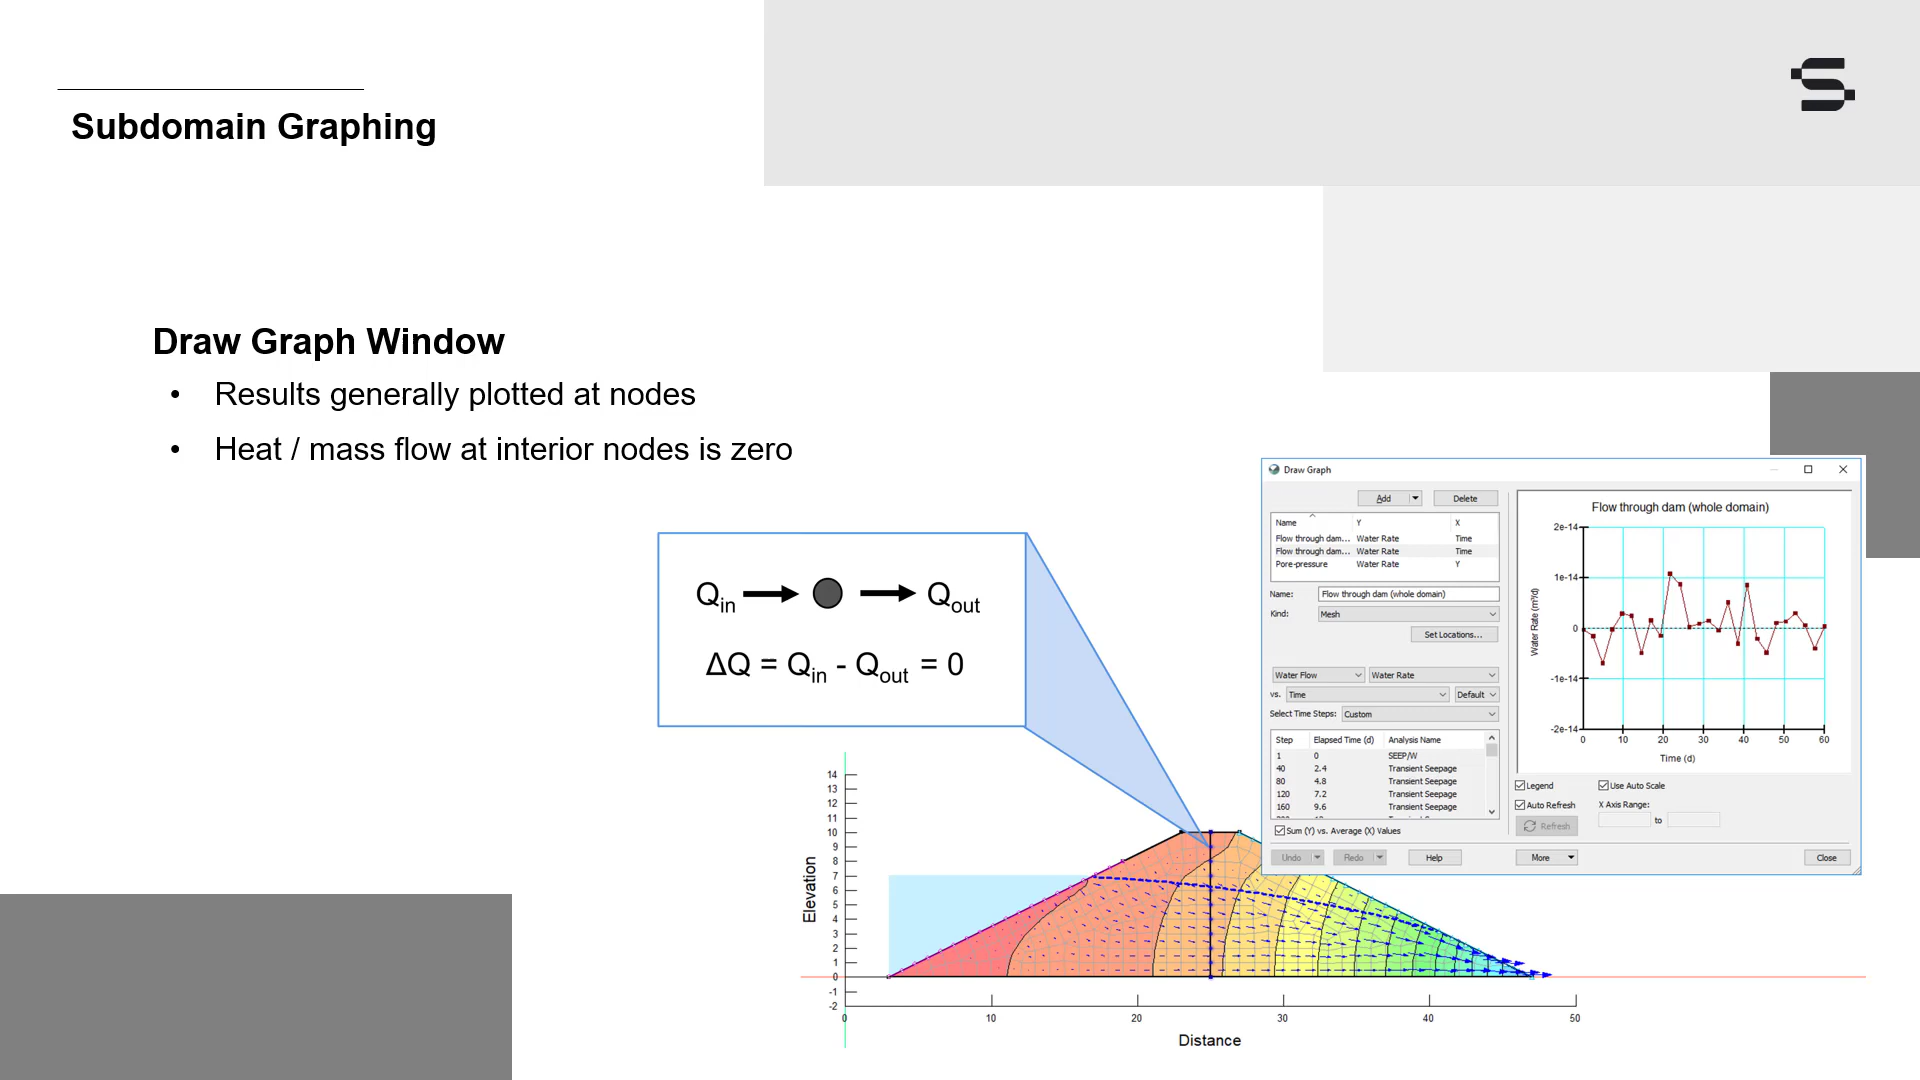 Subdomain Graphing
Draw Graph Window
• Results generally plotted at nodes
• Heat / mass flow at interior nodes is zero
Qin Qout
ΔQ = Qin - Qout = 0
Draw Graph
Add Delete
Name Y X
Flow through dam... Water Rate Time
Flow through dam... Water Rate Time
Pore-pressure Water Rate Y
Name: Flow through dam (whole domain)
Kind: Mesh
Set Locations...
Water Flow Water Rate
vs. Time Default
Select Time Steps: Custom
Step Elapsed Time (d) Analysis Name
1 0 SEEP/W
40 2.4 Transient Seepage
80 4.8 Transient Seepage
120 7.2 Transient Seepage
160 9.6 Transient Seepage
Sum (Y) vs. Average (X) Values
Undo Redo Help
Flow through dam (whole domain)
Water Rate (m³/d)
2e-14
1e-14
0
-1e-14
-2e-14
0 10 20 30 40 50 60
Time (d)
Legend Use Auto Scale
Auto Refresh X Axis Range:
Refresh to
More Close
Elevation
14
13
12
11
10
9
8
7
6
5
4
3
2
1
0
-1
-2
0 10 20 30 40 50
Distance